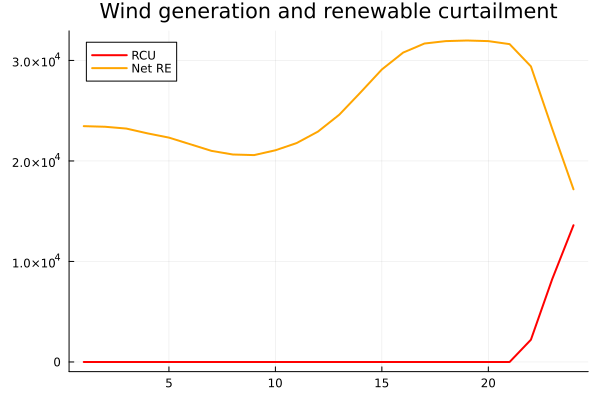 Wind generation and renewable curtailment
RCU
Net RE
3.0×10⁴
2.0×10⁴
1.0×10⁴
0
5 10 15 20